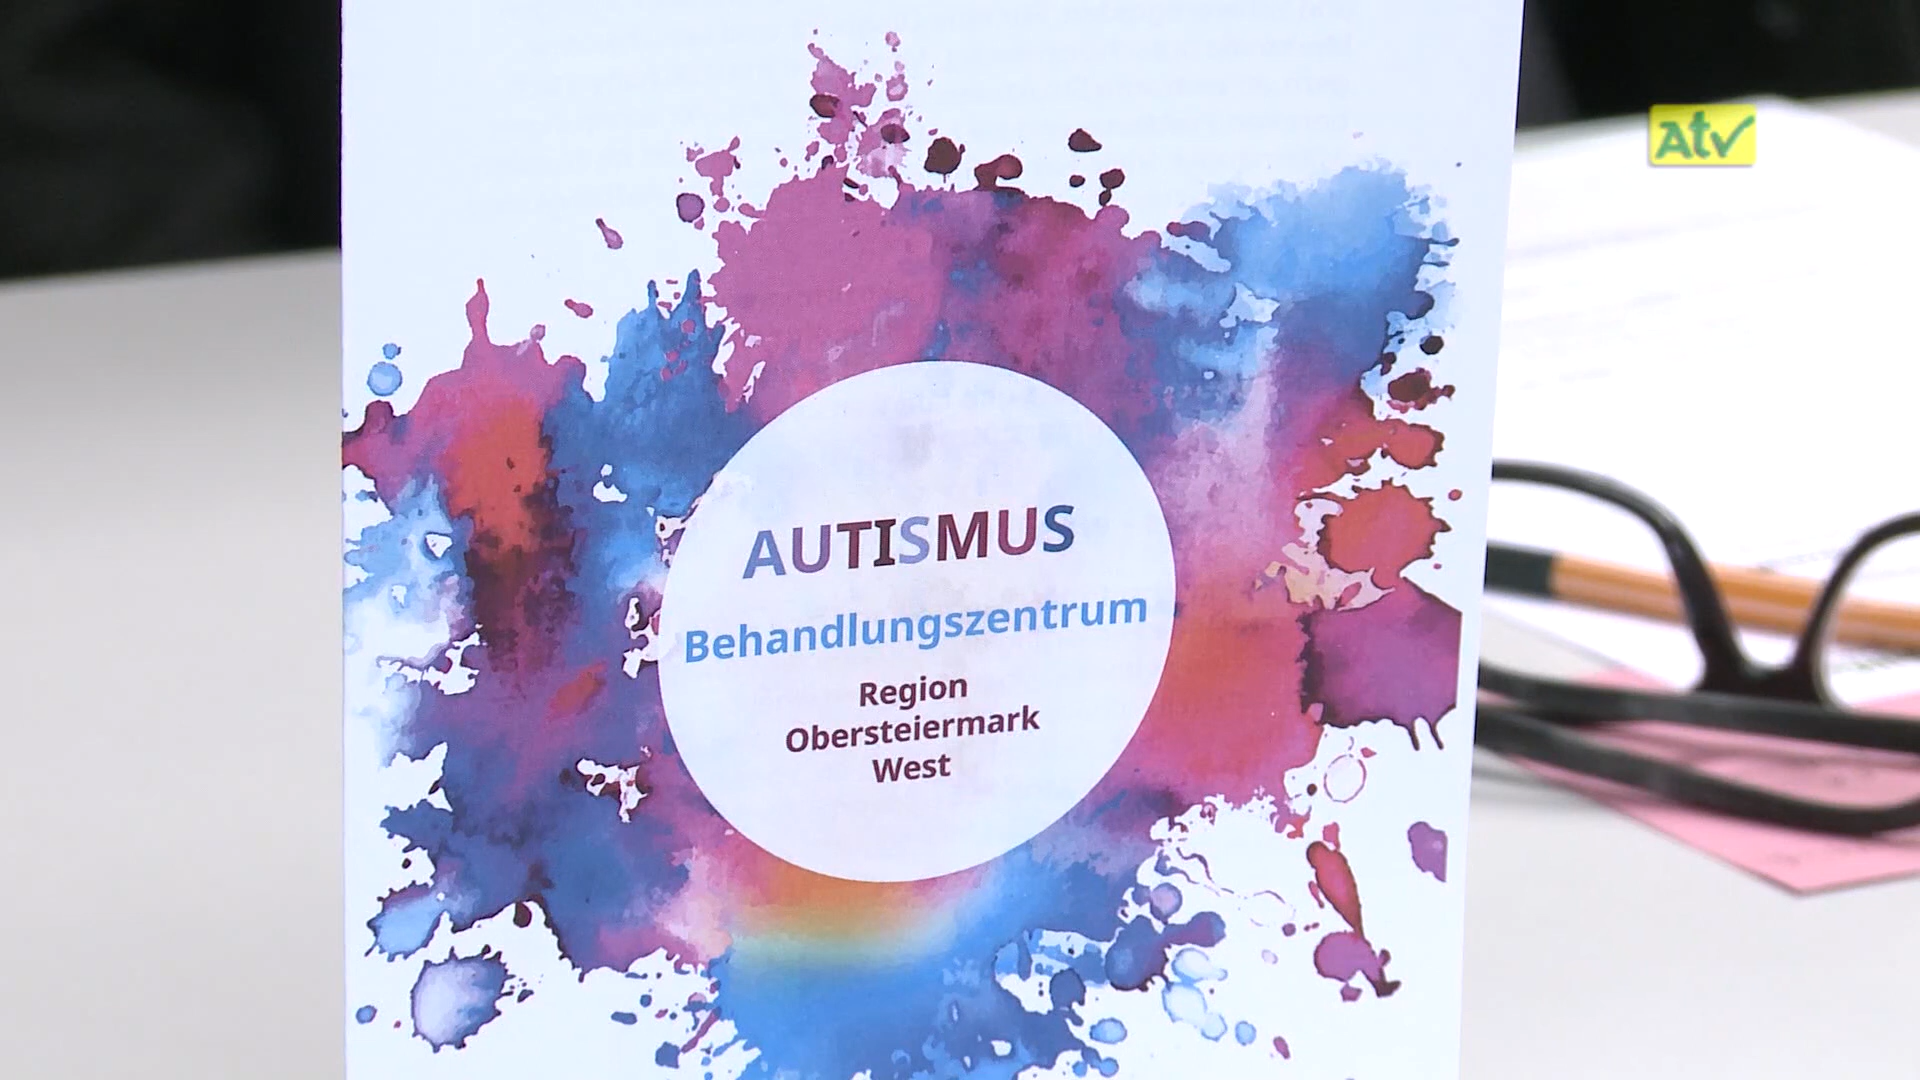 Atv
AUTISMUS
Behandlungszentrum
Region
Obersteiermark
West